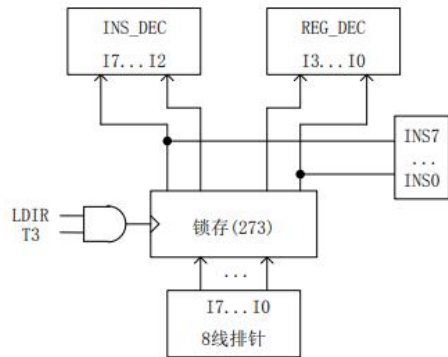 INS_DEC
I7...I2
REG_DEC
I3...I0
INS7
...
INS0
LDIR
T3
锁存(273)
...
I7...I0
8线排针